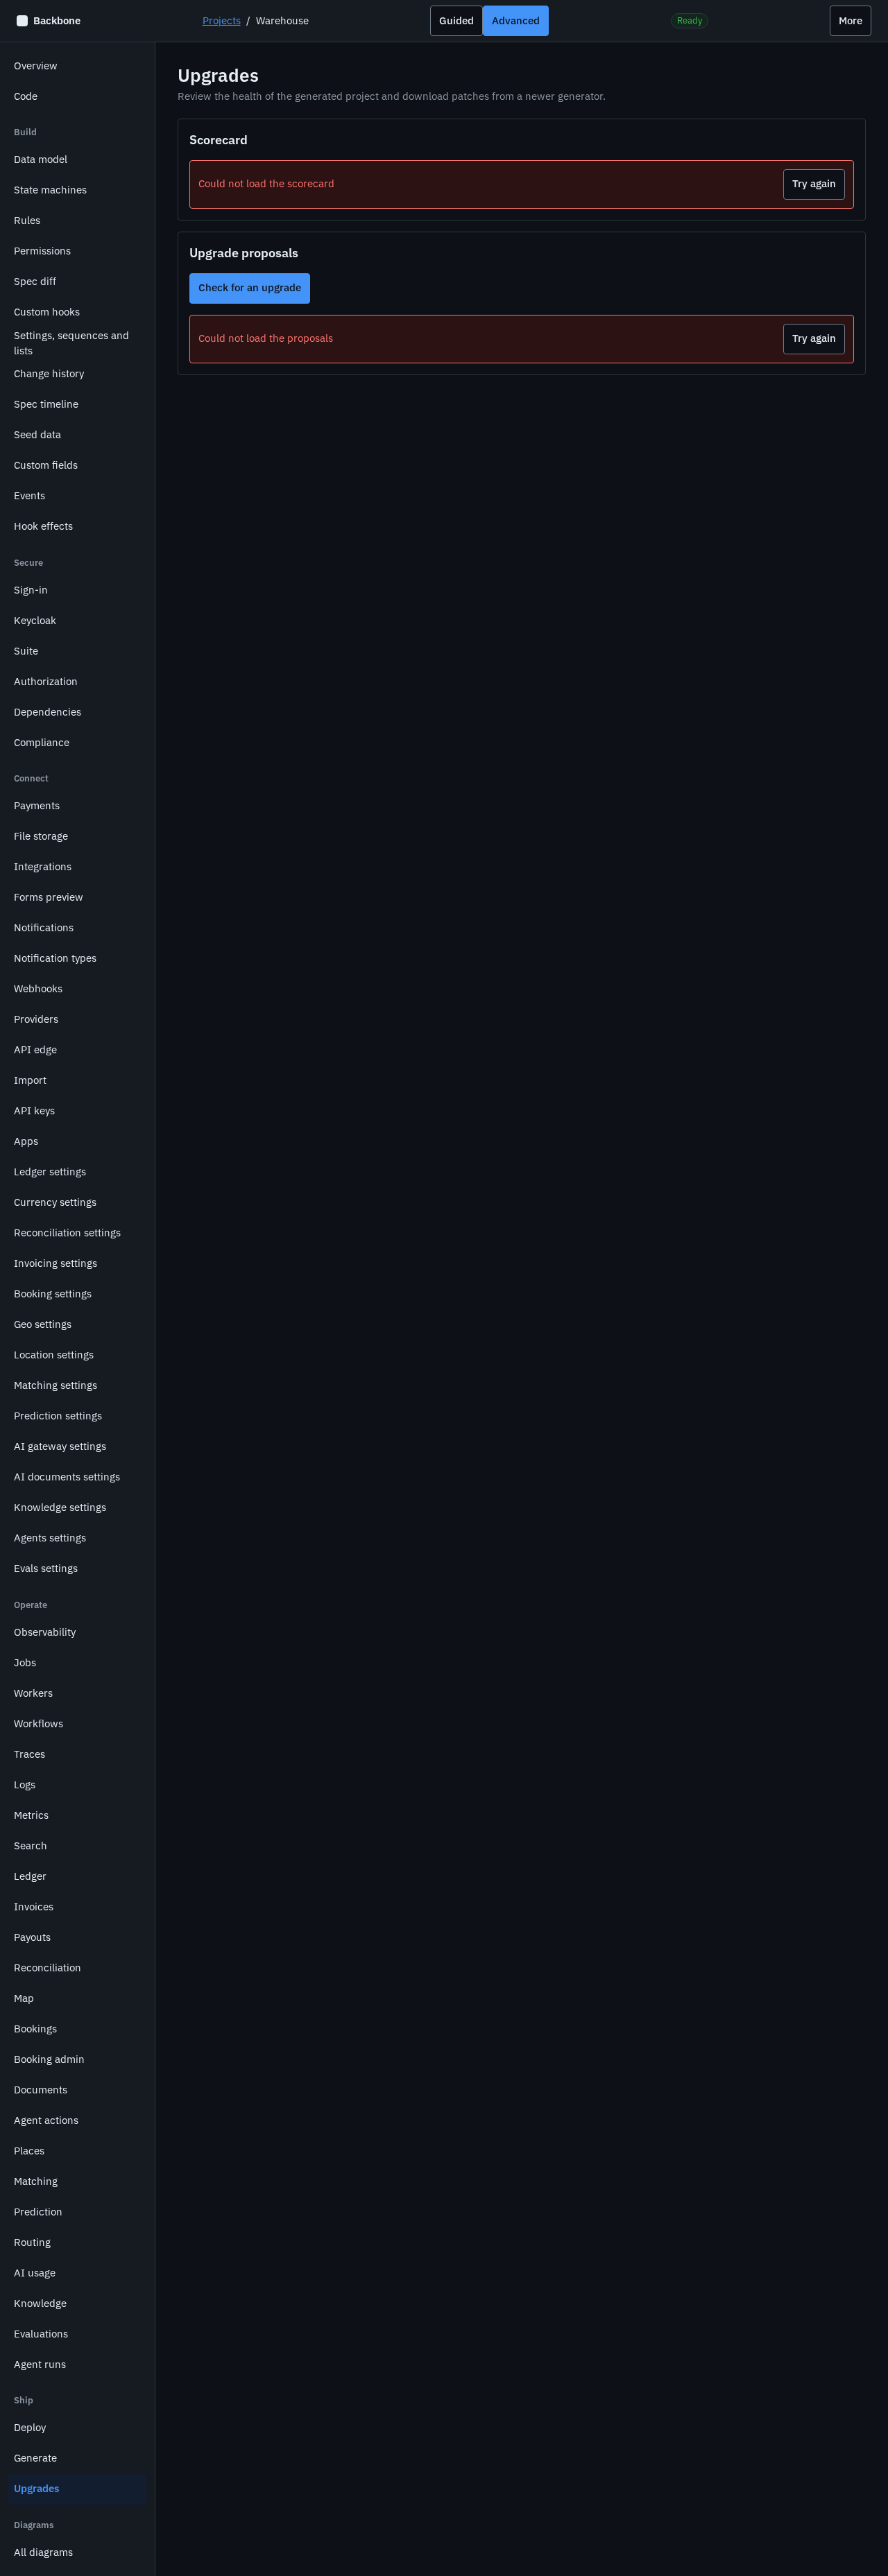 Backbone
Projects / Warehouse
Guided
Advanced
Ready
More
Overview
Code
Build
Data model
State machines
Rules
Permissions
Spec diff
Custom hooks
Settings, sequences and
lists
Change history
Spec timeline
Seed data
Custom fields
Events
Hook effects
Secure
Sign-in
Keycloak
Suite
Authorization
Dependencies
Compliance
Connect
Payments
File storage
Integrations
Forms preview
Notifications
Notification types
Webhooks
Providers
API edge
Import
API keys
Apps
Ledger settings
Currency settings
Reconciliation settings
Invoicing settings
Booking settings
Geo settings
Location settings
Matching settings
Prediction settings
AI gateway settings
AI documents settings
Knowledge settings
Agents settings
Evals settings
Operate
Observability
Jobs
Workers
Workflows
Traces
Logs
Metrics
Search
Ledger
Invoices
Payouts
Reconciliation
Map
Bookings
Booking admin
Documents
Agent actions
Places
Matching
Prediction
Routing
AI usage
Knowledge
Evaluations
Agent runs
Ship
Deploy
Generate
Upgrades
Diagrams
All diagrams
Upgrades
Review the health of the generated project and download patches from a newer generator.
Scorecard
Could not load the scorecard
Try again
Upgrade proposals
Check for an upgrade
Could not load the proposals
Try again